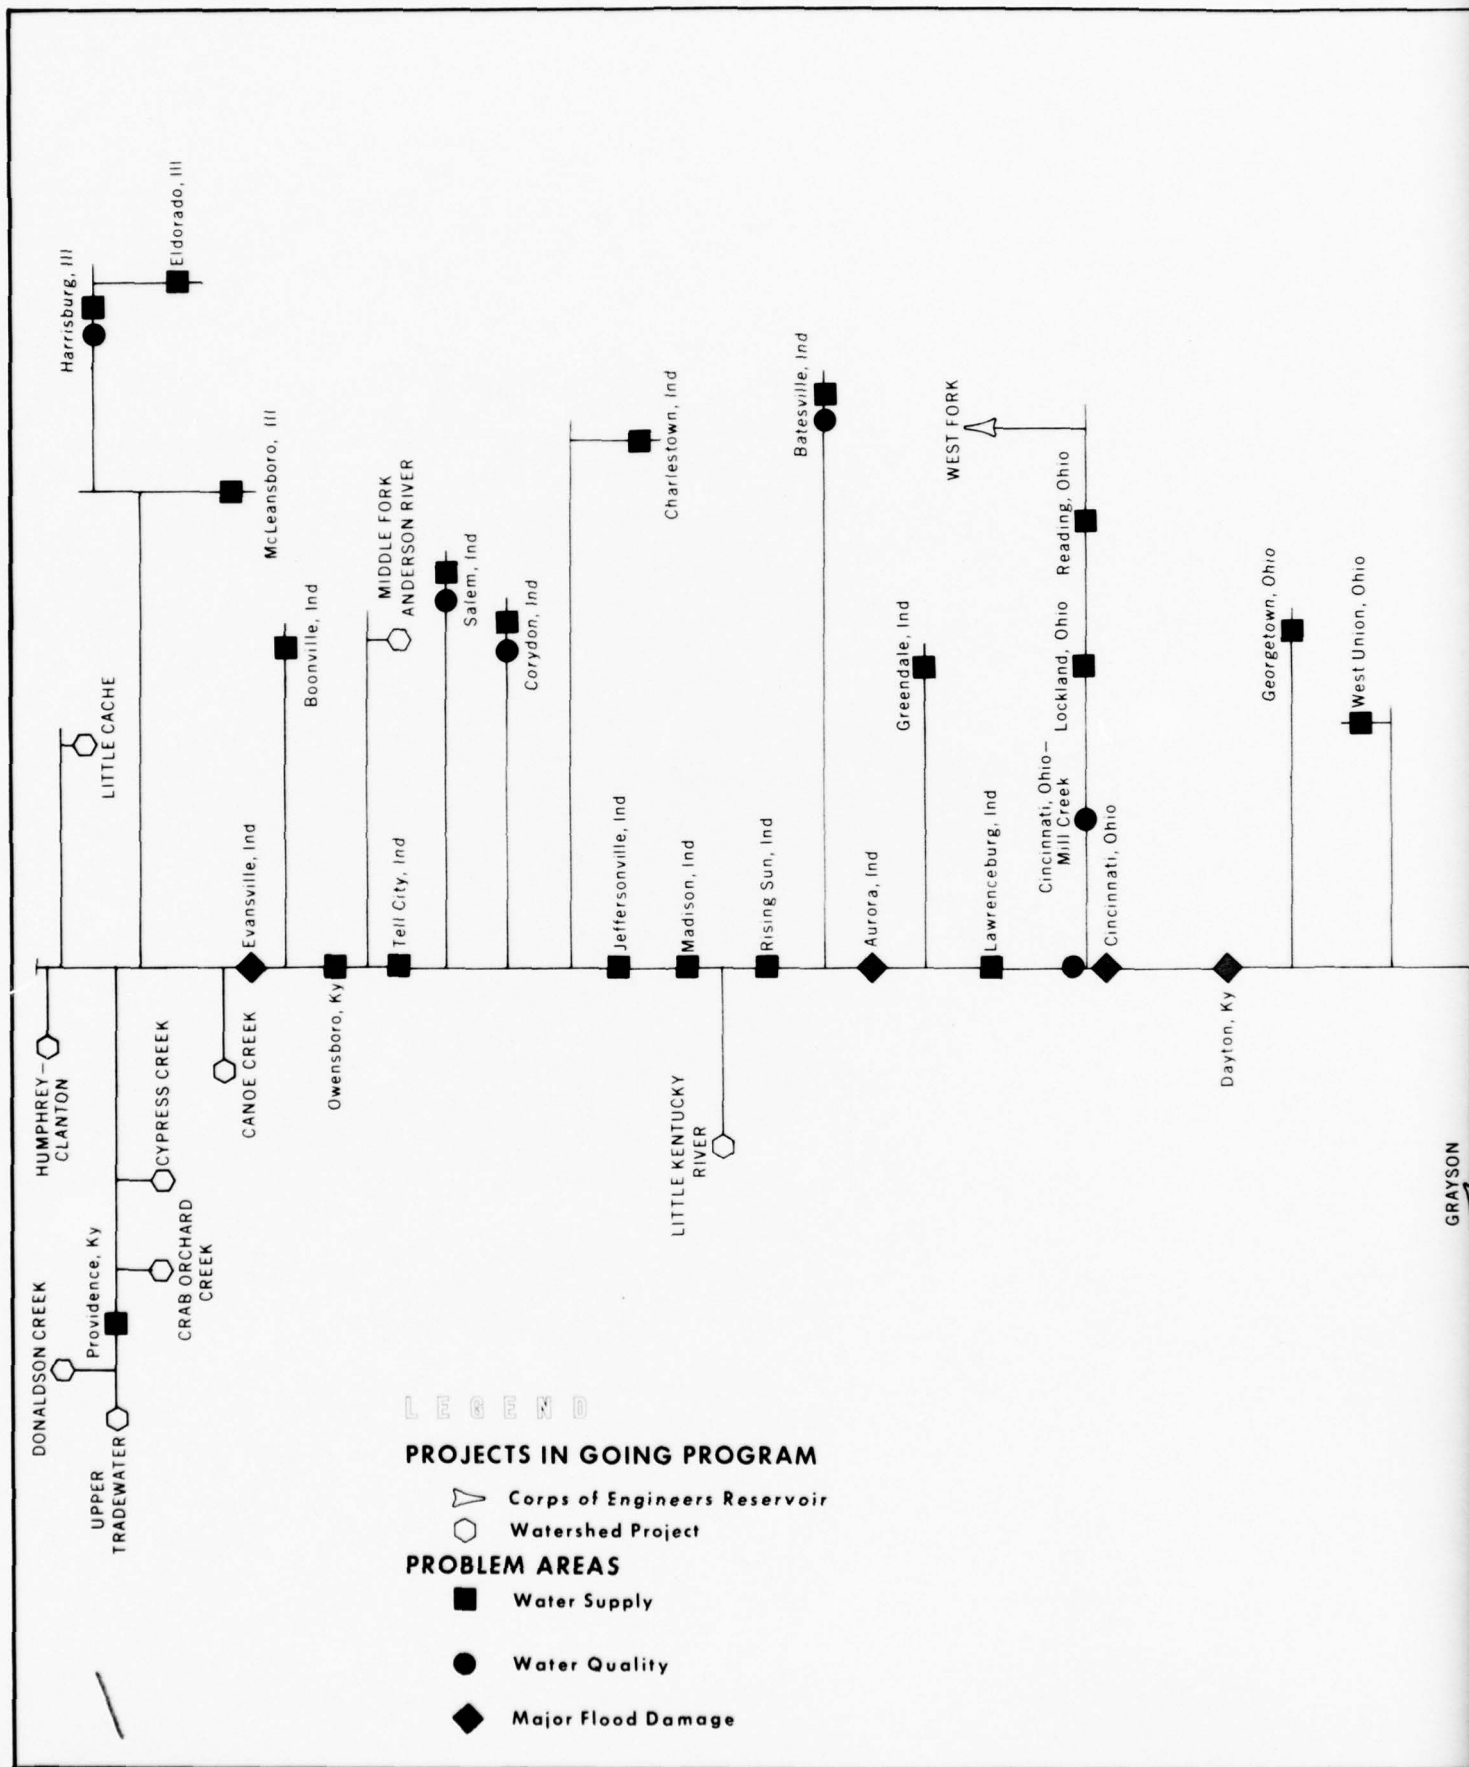 Harrisburg, Ill
Eldorado, Ill
McLeansboro, Ill
LITTLE CACHE
Boonville, Ind
MIDDLE FORK
ANDERSON RIVER
Salem, Ind
Corydon, Ind
Charlestown, Ind
Batesville, Ind
WEST FORK
Reading, Ohio
Lockland, Ohio
Greendale, Ind
Georgetown, Ohio
West Union, Ohio
Evansville, Ind
Tell City, Ind
Jeffersonville, Ind
Madison, Ind
Rising Sun, Ind
Aurora, Ind
Lawrenceburg, Ind
Cincinnati, Ohio–
Mill Creek
Cincinnati, Ohio
HUMPHREY–
CLANTON
CYPRESS CREEK
CANOE CREEK
Owensboro, Ky
LITTLE KENTUCKY
RIVER
Dayton, Ky
GRAYSON
DONALDSON CREEK
Providence, Ky
CRAB ORCHARD
CREEK
UPPER
TRADEWATER
LEGEND
PROJECTS IN GOING PROGRAM
Corps of Engineers Reservoir
Watershed Project
PROBLEM AREAS
Water Supply
Water Quality
Major Flood Damage